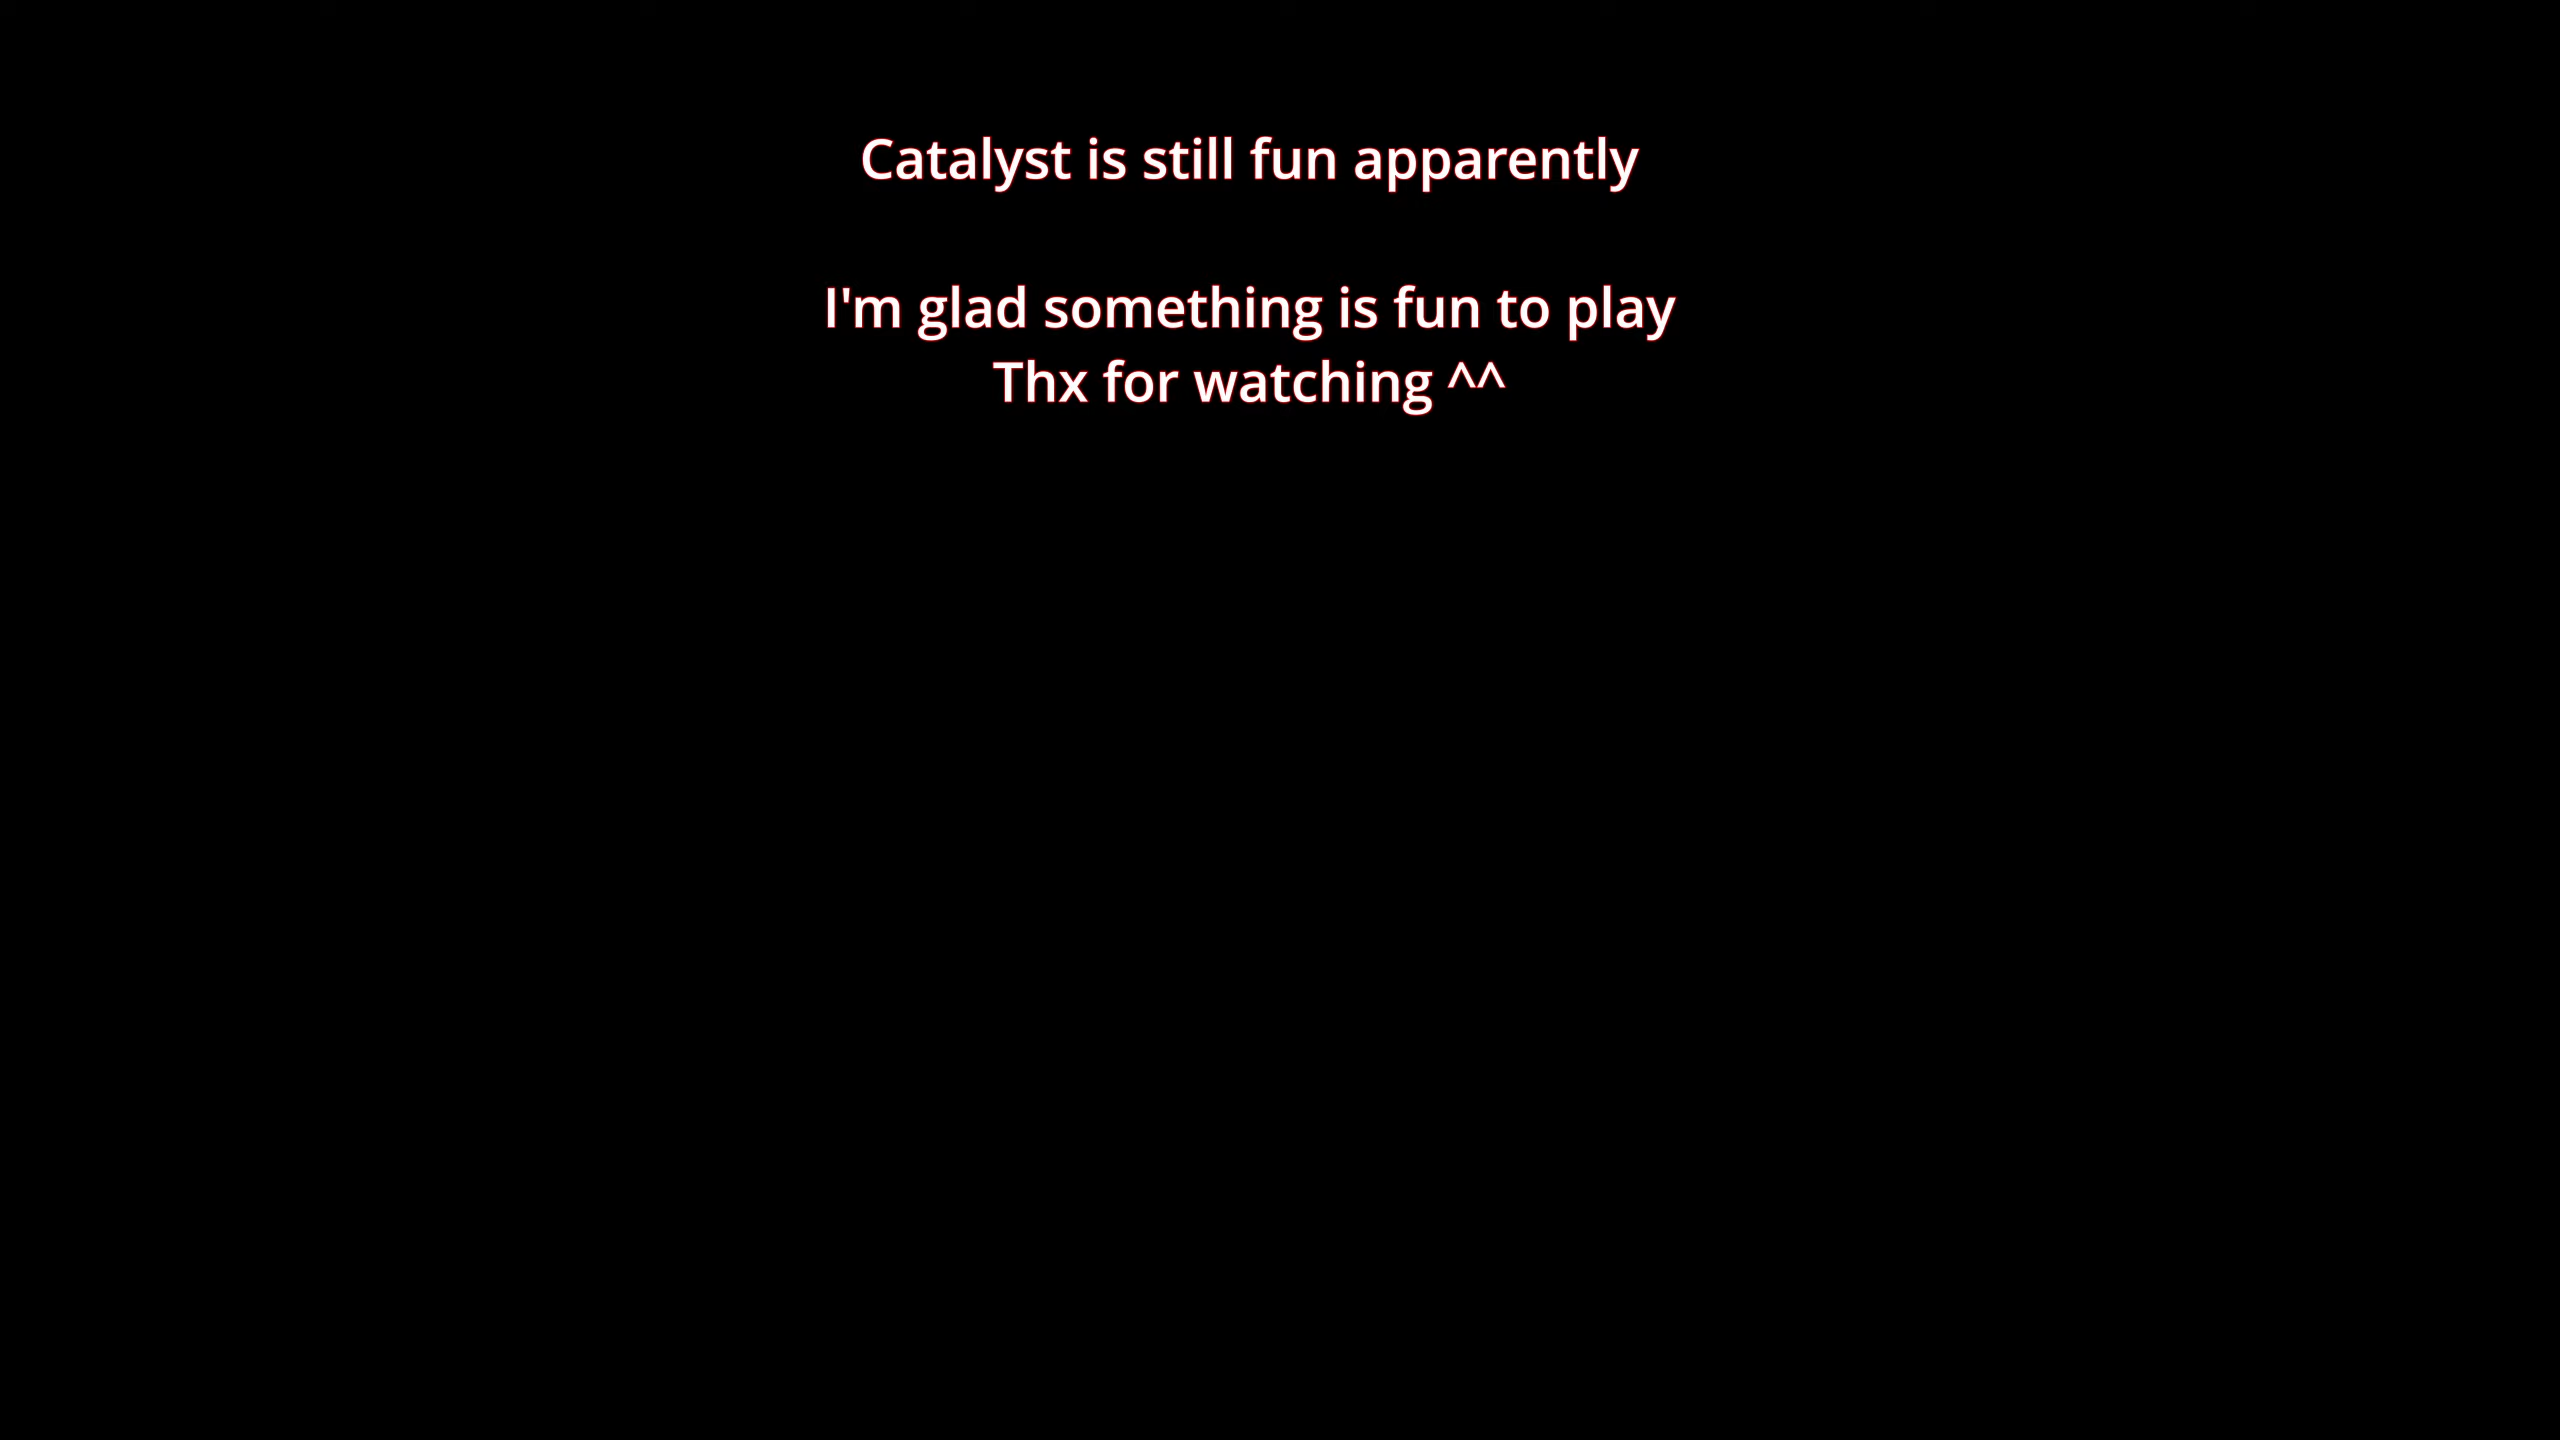 Catalyst is still fun apparently
I'm glad something is fun to play
Thx for watching ^^